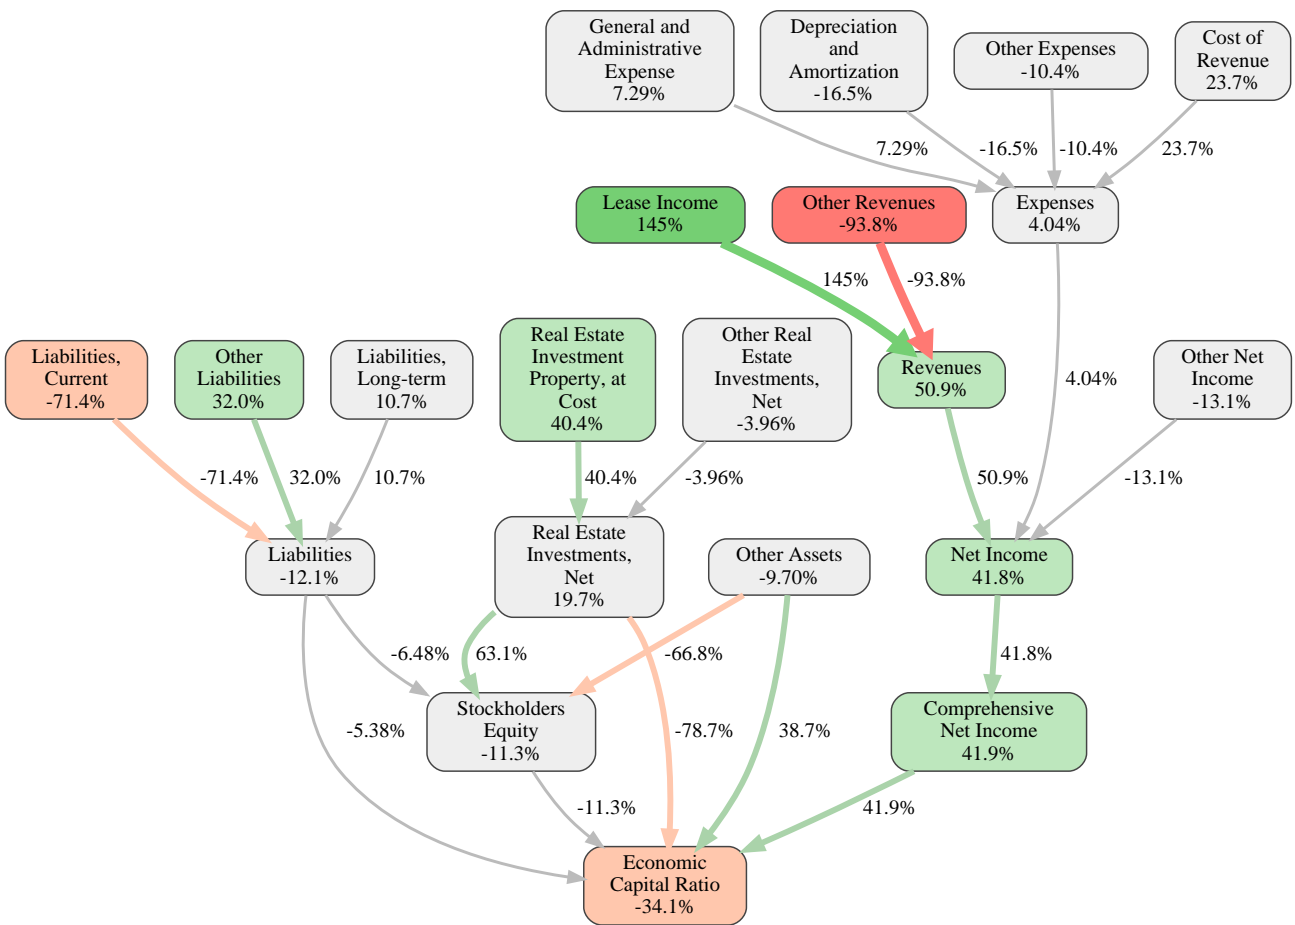 General and
Administrative
Expense
7.29%
Depreciation
and
Amortization
-16.5%
Other Expenses
-10.4%
Cost of
Revenue
23.7%
7.29%
-16.5%
-10.4%
23.7%
Lease Income
145%
Other Revenues
-93.8%
Expenses
4.04%
145%
-93.8%
Liabilities,
Current
-71.4%
Other
Liabilities
32.0%
Liabilities,
Long-term
10.7%
Real Estate
Investment
Property, at
Cost
40.4%
Other Real
Estate
Investments,
Net
-3.96%
Revenues
50.9%
4.04%
Other Net
Income
-13.1%
-71.4%
32.0%
10.7%
40.4%
-3.96%
50.9%
-13.1%
Liabilities
-12.1%
Real Estate
Investments,
Net
19.7%
Other Assets
-9.70%
Net Income
41.8%
-6.48%
63.1%
-66.8%
41.8%
-5.38%
Stockholders
Equity
-11.3%
-78.7%
38.7%
Comprehensive
Net Income
41.9%
-11.3%
41.9%
Economic
Capital Ratio
-34.1%